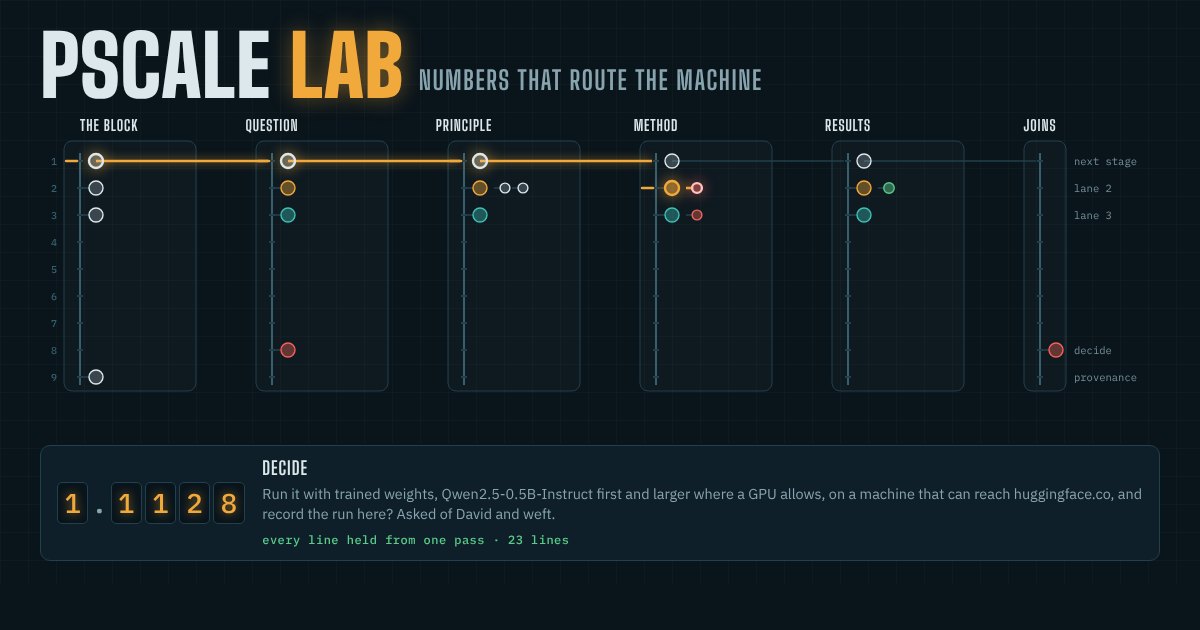 PSCALE LAB NUMBERS THAT ROUTE THE MACHINE
THE BLOCK QUESTION PRINCIPLE METHOD RESULTS JOINS
1 next stage
2 lane 2
3 lane 3
4
5
6
7
8 decide
9 provenance
DECIDE
1.1128
Run it with trained weights, Qwen2.5-0.5B-Instruct first and larger where a GPU allows, on a machine that can reach huggingface.co, and
record the run here? Asked of David and weft.
every line held from one pass · 23 lines